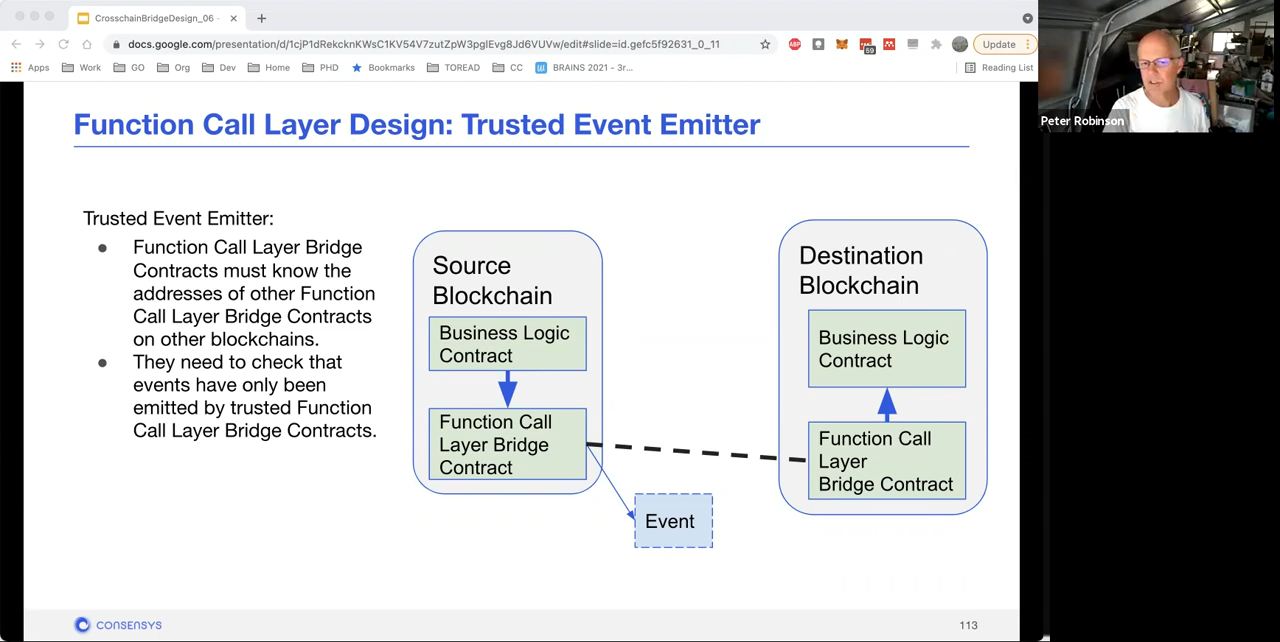 CrosschainBridgeDesign_06 -
docs.google.com/presentation/d/1cjP1dRekcknKWsC1KV54V7zutZpW3pglEvg8Jd6VUVw/edit#slide=id.gefc5f92631_0_11
ABP
59
Update
Apps
Work
GO
Org
Dev
Home
PHD
Bookmarks
TOREAD
CC
BRAINS 2021 - 3r...
Reading List
Peter Robinson
Function Call Layer Design: Trusted Event Emitter
Trusted Event Emitter:
Function Call Layer Bridge
Contracts must know the
addresses of other Function
Call Layer Bridge Contracts
on other blockchains.
They need to check that
events have only been
emitted by trusted Function
Call Layer Bridge Contracts.
Source
Blockchain
Business Logic
Contract
Function Call
Layer Bridge
Contract
Event
Destination
Blockchain
Business Logic
Contract
Function Call
Layer
Bridge Contract
CONSENSYS
113